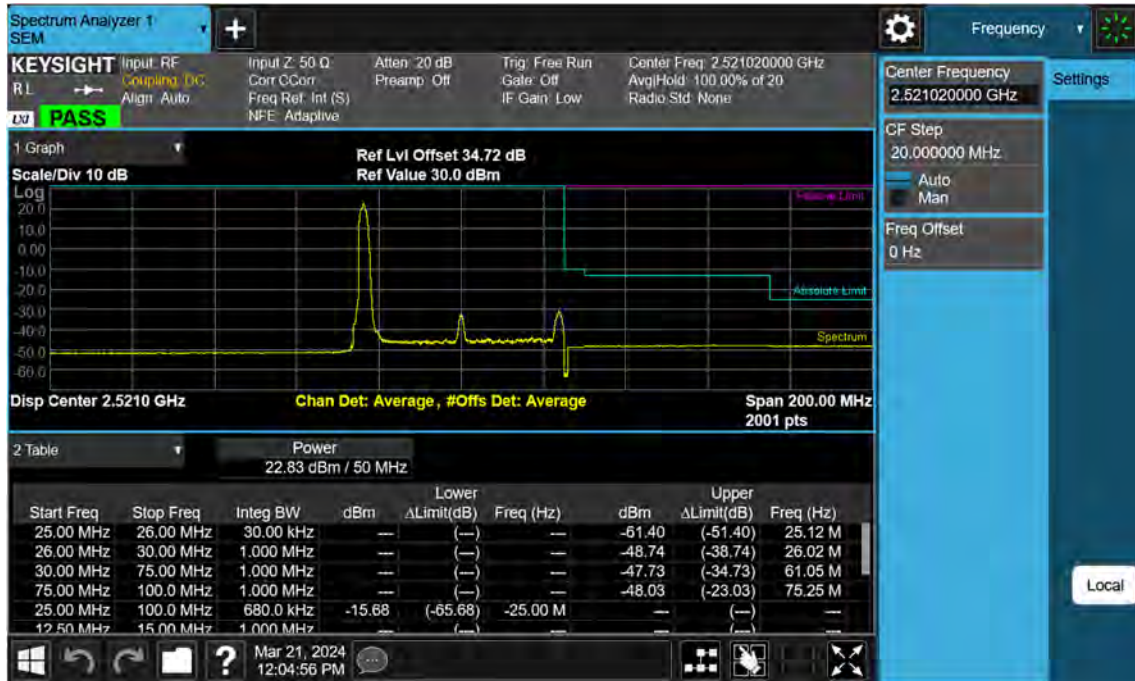 Spectrum Analyzer 1
SEM
+
Frequency
KEYSIGHT Input: RF Input Z: 50 Ω Atten: 20 dB Trig: Free Run Center Freq: 2.521020000 GHz
RL Coupling: DC Corr CCorr Preamp: Off Gate: Off Avg|Hold: 100.00% of 20
Align: Auto Freq Ref: Int (S) IF Gain: Low Radio Std: None
LXI PASS NFE: Adaptive
Center Frequency
2.521020000 GHz
Settings
CF Step
20.000000 MHz
Auto
Man
Freq Offset
0 Hz
1 Graph
Ref Lvl Offset 34.72 dB
Scale/Div 10 dB Ref Value 30.0 dBm
Log
20.0
10.0
0.00
-10.0
-20.0
-30.0
-40.0
-50.0
-60.0
Relative Limit
Absolute Limit
Spectrum
Disp Center 2.5210 GHz Chan Det: Average, #Offs Det: Average Span 200.00 MHz
2001 pts
2 Table Power
22.83 dBm / 50 MHz
Lower Upper
Start Freq Stop Freq Integ BW dBm ΔLimit(dB) Freq (Hz) dBm ΔLimit(dB) Freq (Hz)
25.00 MHz 26.00 MHz 30.00 kHz --- (---) --- -61.40 (-51.40) 25.12 M
26.00 MHz 30.00 MHz 1.000 MHz --- (---) --- -48.74 (-38.74) 26.02 M
30.00 MHz 75.00 MHz 1.000 MHz --- (---) --- -47.73 (-34.73) 61.05 M
75.00 MHz 100.0 MHz 1.000 MHz --- (---) --- -48.03 (-23.03) 75.25 M
25.00 MHz 100.0 MHz 680.0 kHz -15.68 (-65.68) -25.00 M --- (---) ---
12.50 MHz 15.00 MHz 1.000 MHz --- (---) --- --- (---) ---
Local
? Mar 21, 2024
12:04:56 PM